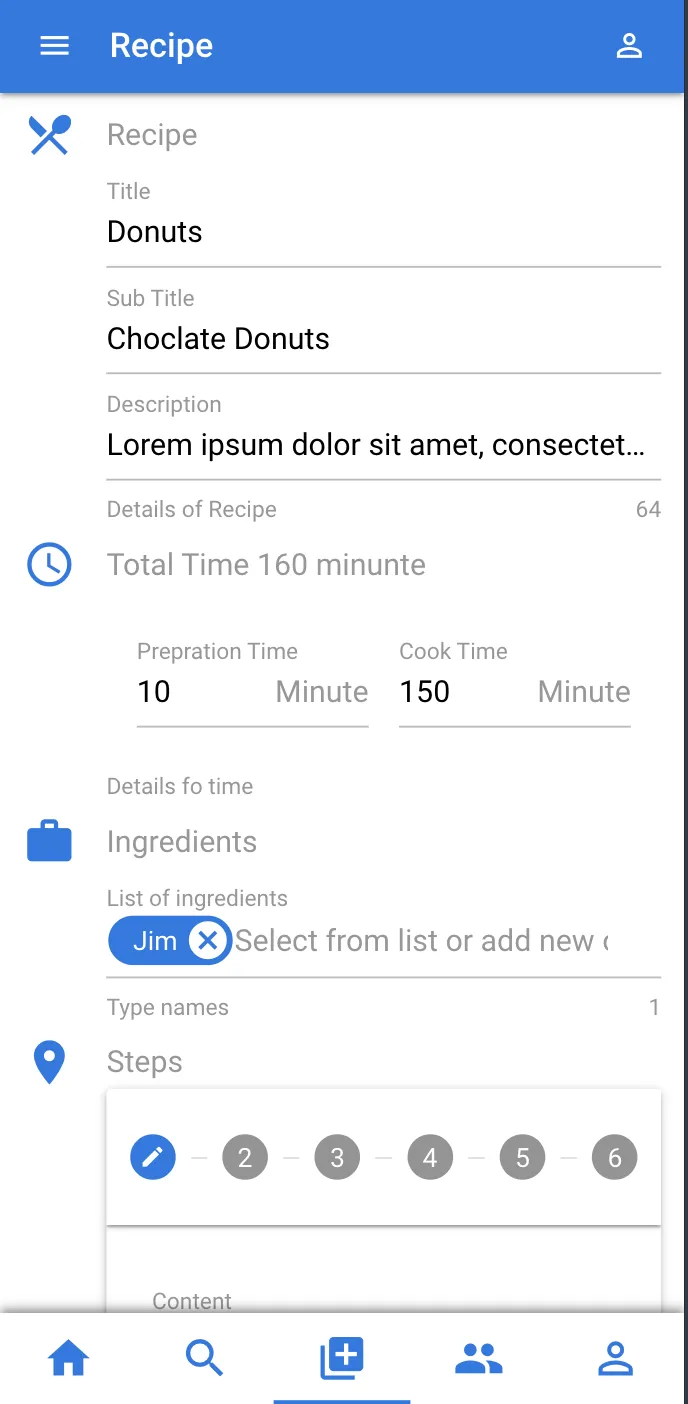 Recipe
Recipe
Title
Donuts
Sub Title
Choclate Donuts
Description
Lorem ipsum dolor sit amet, consectet...
Details of Recipe 64
Total Time 160 minunte
Prepration Time Cook Time
10 Minute 150 Minute
Details fo time
Ingredients
List of ingredients
Jim Select from list or add new
Type names 1
Steps
2 3 4 5 6
Content